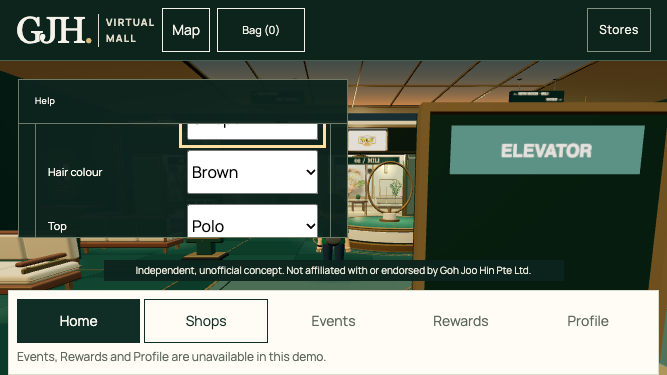 GJH.
VIRTUAL
MALL
Map
Bag (0)
Stores
Help
Hair colour
Brown
Top
Polo
ELEVATOR
Independent, unofficial concept. Not affiliated with or endorsed by Goh Joo Hin Pte Ltd.
Home
Shops
Events
Rewards
Profile
Events, Rewards and Profile are unavailable in this demo.